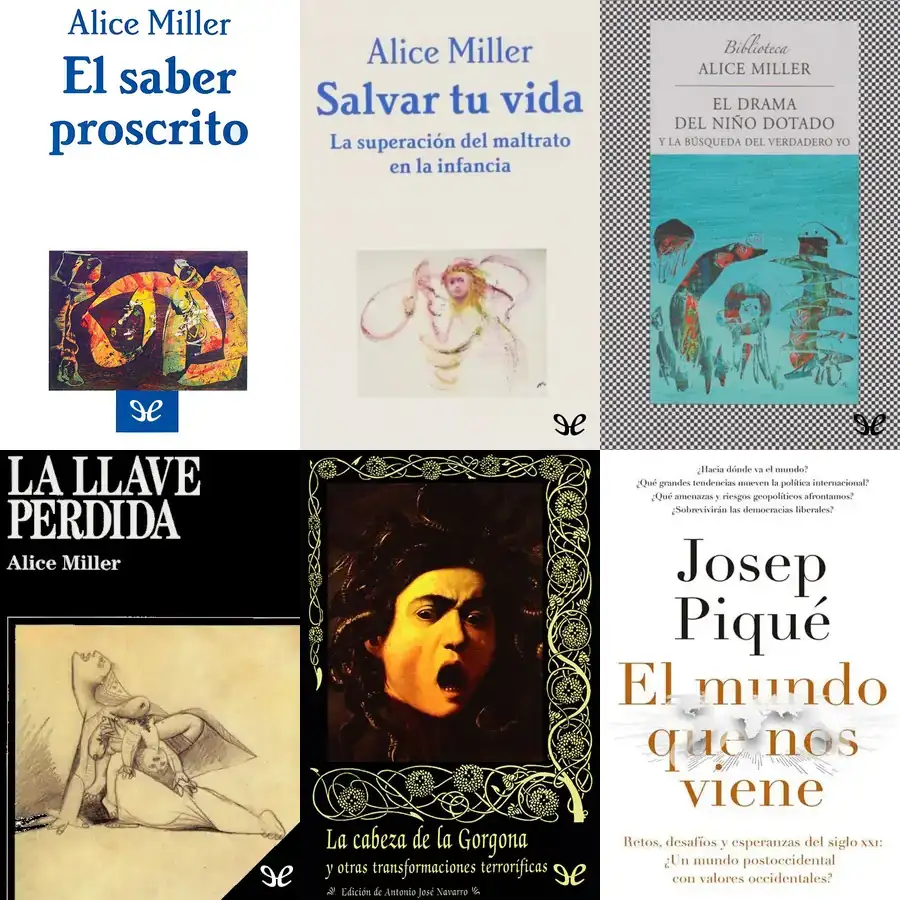 Alice Miller
El saber
proscrito
Alice Miller
Salvar tu vida
La superación del maltrato
en la infancia
Biblioteca
ALICE MILLER
EL DRAMA
DEL NIÑO DOTADO
Y LA BÚSQUEDA DEL VERDADERO YO
LA LLAVE
PERDIDA
Alice Miller
La cabeza de la Gorgona
y otras transformaciones terroríficas
Edición de Antonio José Navarro
¿Hacia dónde va el mundo?
¿Qué grandes tendencias mueven la política internacional?
¿Qué amenazas y riesgos geopolíticos afrontamos?
¿Sobrevivirán las democracias liberales?
Josep
Piqué
El mundo
que nos
viene
Retos, desafíos y esperanzas del siglo XXI:
¿Un mundo postoccidental
con valores occidentales?